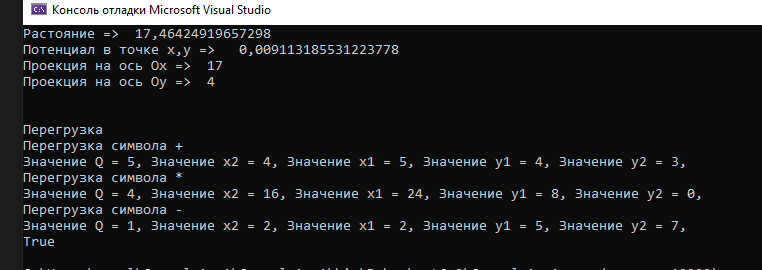 Консоль отладки Microsoft Visual Studio
Растояние => 17,46424919657298
Потенциал в точке x,y => 0,009113185531223778
Проекция на ось Ox => 17
Проекция на ось Oy => 4
Перегрузка
Перегрузка символа +
Значение Q = 5, Значение x2 = 4, Значение x1 = 5, Значение y1 = 4, Значение y2 = 3,
Перегрузка символа *
Значение Q = 4, Значение x2 = 16, Значение x1 = 24, Значение y1 = 8, Значение y2 = 0,
Перегрузка символа -
Значение Q = 1, Значение x2 = 2, Значение x1 = 2, Значение y1 = 5, Значение y2 = 7,
True